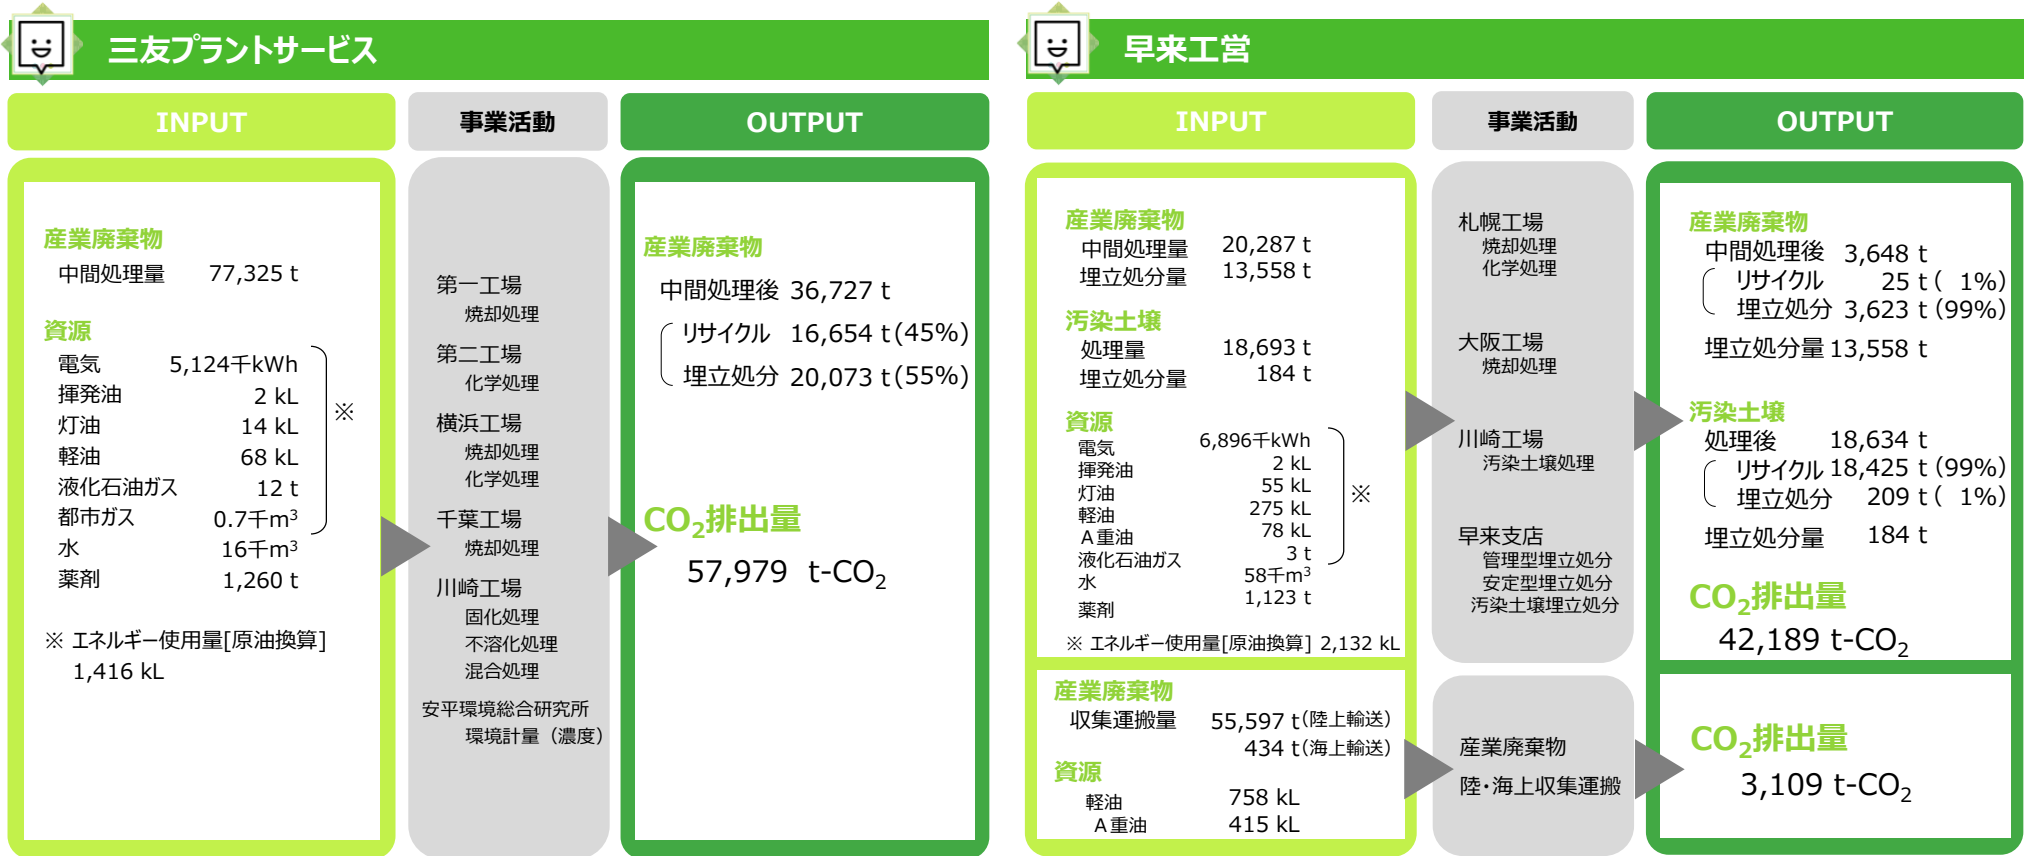 三友プラントサービス
INPUT
産業廃棄物
中間処理量 77,325 t
資源
電気 5,124千kWh
揮発油 2 kL
灯油 14 kL
軽油 68 kL
液化石油ガス 12 t
都市ガス 0.7千m³
※
水 16千m³
薬剤 1,260 t
※ エネルギー使用量[原油換算]
1,416 kL
事業活動
第一工場
焼却処理
第二工場
化学処理
横浜工場
焼却処理
化学処理
千葉工場
焼却処理
川崎工場
固化処理
不溶化処理
混合処理
安平環境総合研究所
環境計量（濃度）
OUTPUT
産業廃棄物
中間処理後 36,727 t
リサイクル 16,654 t(45%)
埋立処分 20,073 t(55%)
CO₂排出量
57,979 t-CO₂
早来工営
INPUT
産業廃棄物
中間処理量 20,287 t
埋立処分量 13,558 t
汚染土壌
処理量 18,693 t
埋立処分量 184 t
資源
電気 6,896千kWh
揮発油 2 kL
灯油 55 kL
軽油 275 kL
A重油 78 kL
液化石油ガス 3 t
※
水 58千m³
薬剤 1,123 t
※ エネルギー使用量[原油換算] 2,132 kL
産業廃棄物
収集運搬量 55,597 t(陸上輸送)
434 t(海上輸送)
資源
軽油 758 kL
A重油 415 kL
事業活動
札幌工場
焼却処理
化学処理
大阪工場
焼却処理
川崎工場
汚染土壌処理
早来支店
管理型埋立処分
安定型埋立処分
汚染土壌埋立処分
産業廃棄物
陸・海上収集運搬
OUTPUT
産業廃棄物
中間処理後 3,648 t
リサイクル 25 t( 1%)
埋立処分 3,623 t(99%)
埋立処分量 13,558 t
汚染土壌
処理後 18,634 t
リサイクル 18,425 t(99%)
埋立処分 209 t( 1%)
埋立処分量 184 t
CO₂排出量
42,189 t-CO₂
CO₂排出量
3,109 t-CO₂